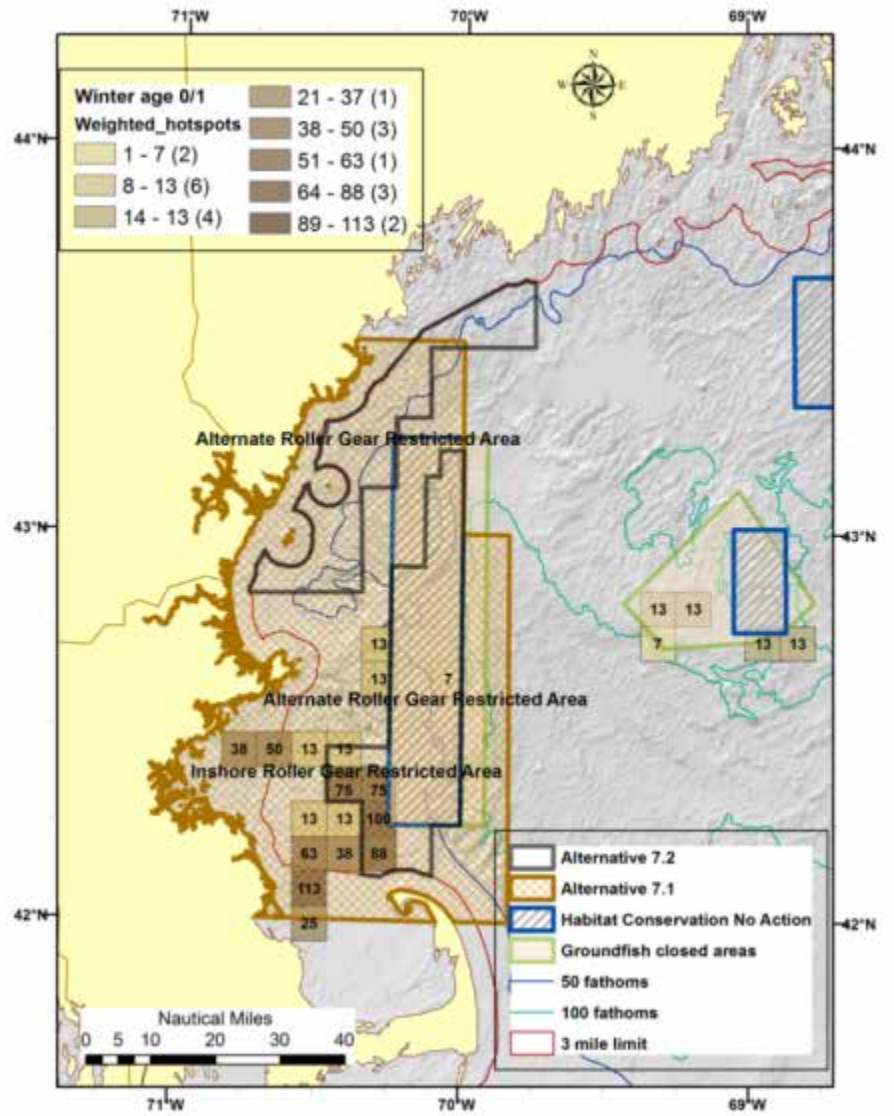 71°W 70°W 69°W
N
W E
S
Winter age 0/1
Weighted_hotspots
1 - 7 (2)
8 - 13 (6)
14 - 13 (4)
21 - 37 (1)
38 - 50 (3)
51 - 63 (1)
64 - 88 (3)
89 - 113 (2)
44°N 44°N
Alternate Roller Gear Restricted Area
43°N 43°N
13 13
7
13 13
13
13
7
Alternate Roller Gear Restricted Area
38 50 13 13
Inshore Roller Gear Restricted Area
75 75
13 13 100
63 38 88
113
25
42°N 42°N
Alternative 7.2
Alternative 7.1
Habitat Conservation No Action
Groundfish closed areas
50 fathoms
100 fathoms
3 mile limit
Nautical Miles
0 5 10 20 30 40
71°W 70°W 69°W